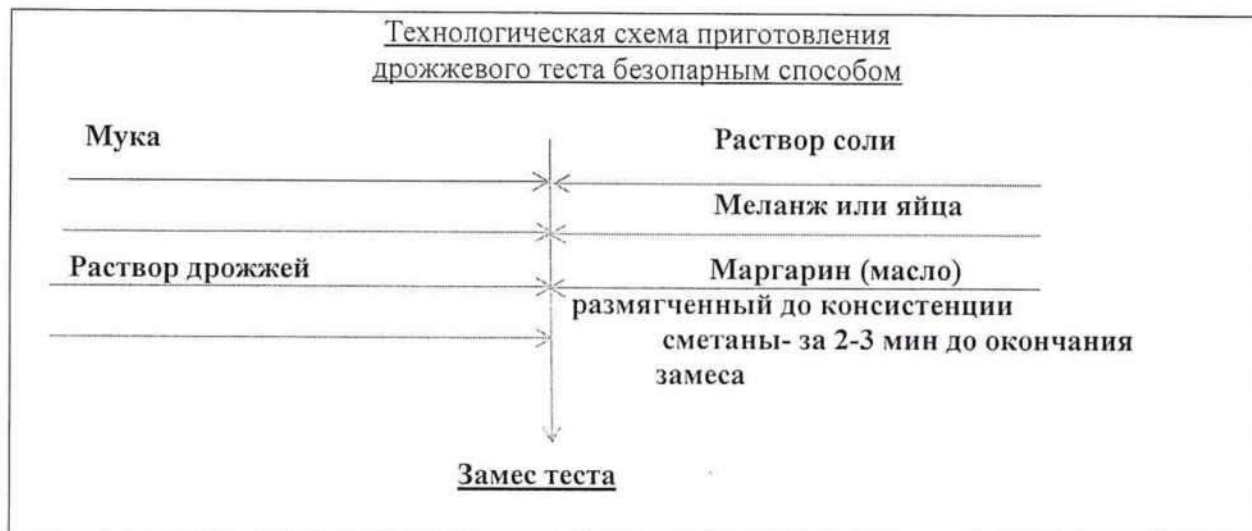 Технологическая схема приготовления
дрожжевого теста безопарным способом
Мука
Раствор соли
Меланж или яйца
Раствор дрожжей
Маргарин (масло)
размягченный до консистенции
сметаны- за 2-3 мин до окончания
замеса
Замес теста